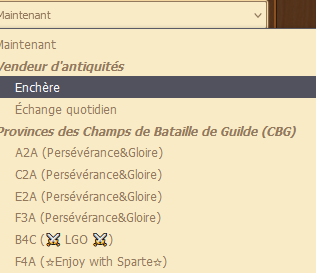 Maintenant
Maintenant
Vendeur d'antiquités
Enchère
Échange quotidien
Provinces des Champs de Bataille de Guilde (CBG)
A2A (Persévérance&Gloire)
C2A (Persévérance&Gloire)
E2A (Persévérance&Gloire)
F3A (Persévérance&Gloire)
B4C (⚔️ LGO ⚔️)
F4A (☆Enjoy with Sparte☆)